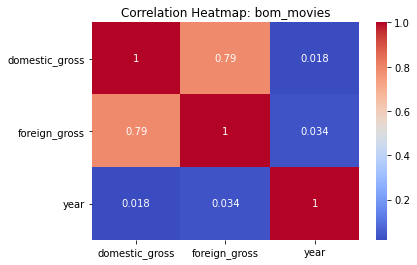 Correlation Heatmap: bom_movies
domestic_gross 1 0.79 0.018
foreign_gross 0.79 1 0.034
year 0.018 0.034 1
domestic_gross foreign_gross year
1.0
0.8
0.6
0.4
0.2